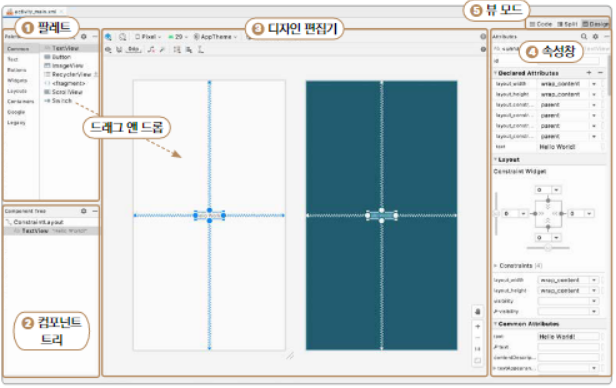 activity_main.xml
⑤ 뷰 모드
① 팔레트
③ 디자인 편집기
Code Split Design
Pixel 29 AppTheme
Attributes
④ 속성창
Common
Text
Buttons
Widgets
Layouts
Containers
Google
Legacy
TextView
Button
ImageView
RecyclerView
<fragment>
ScrollView
Switch
드래그 앤 드롭
id
Declared Attributes
layout_width wrap_content
layout_height wrap_content
layout_constr... parent
layout_constr... parent
layout_constr... parent
layout_constr... parent
text Hello World!
Layout
Constraint Widget
0
0 0
0
Constraints (4)
layout_width wrap_content
layout_height wrap_content
visibility
visibility
Common Attributes
text Hello World!
text
contentDescrip...
Component Tree
ConstraintLayout
TextView "Hello World!"
② 컴포넌트
트리